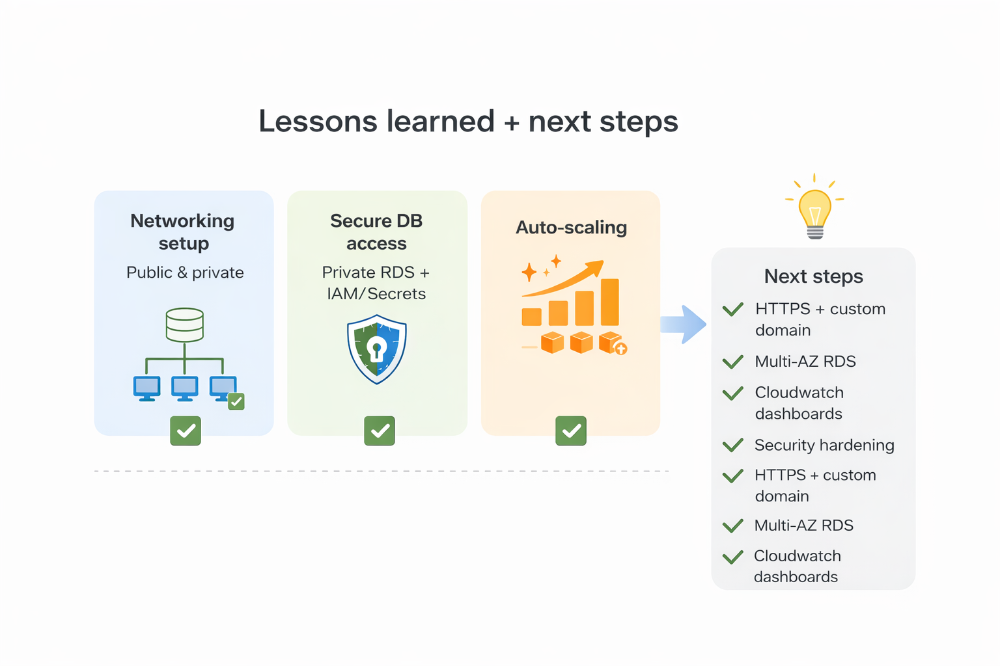 Lessons learned + next steps
Networking
setup
Public & private
Secure DB
access
Private RDS +
IAM/Secrets
Auto-scaling
Next steps
HTTPS + custom
domain
Multi-AZ RDS
Cloudwatch
dashboards
Security hardening
HTTPS + custom
domain
Multi-AZ RDS
Cloudwatch
dashboards